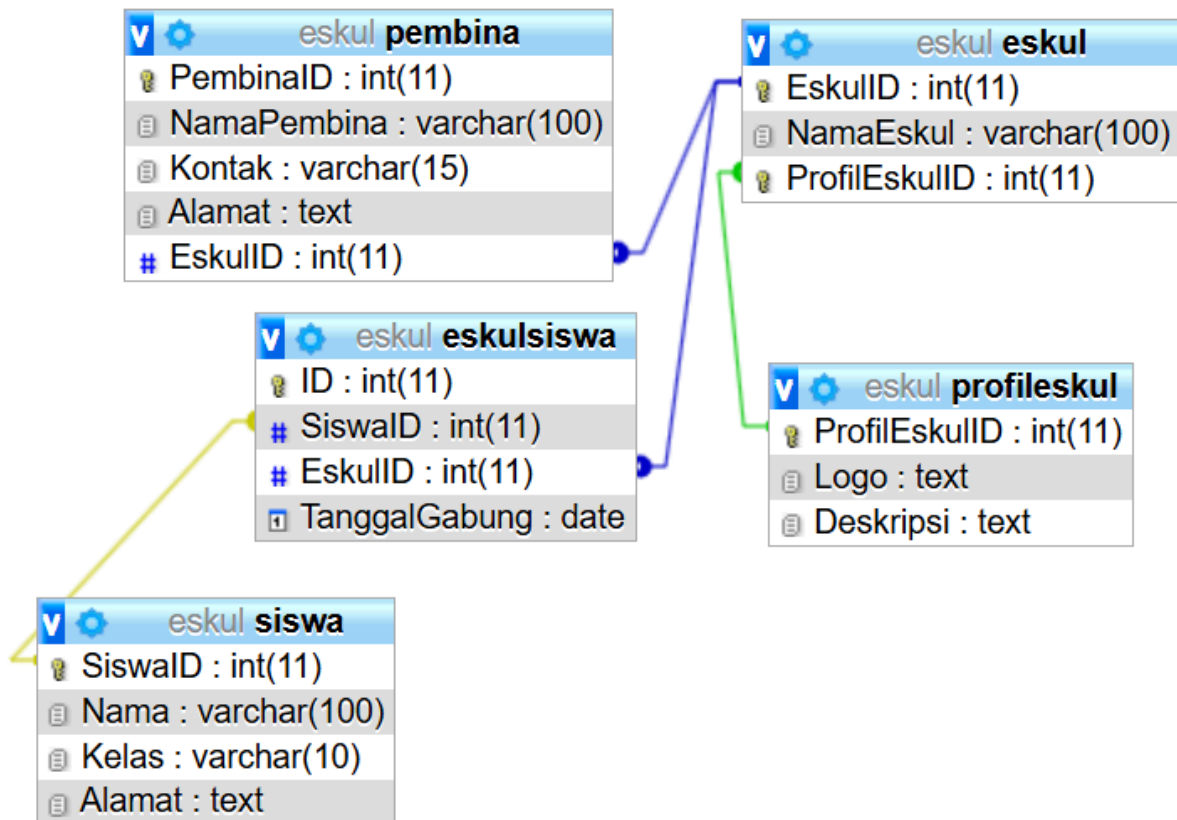 eskul pembina
PembinaID : int(11)
NamaPembina : varchar(100)
Kontak : varchar(15)
Alamat : text
EskulID : int(11)
eskul eskul
EskulID : int(11)
NamaEskul : varchar(100)
ProfilEskulID : int(11)
eskul eskulsiswa
ID : int(11)
SiswaID : int(11)
EskulID : int(11)
TanggalGabung : date
eskul profileskul
ProfilEskulID : int(11)
Logo : text
Deskripsi : text
eskul siswa
SiswaID : int(11)
Nama : varchar(100)
Kelas : varchar(10)
Alamat : text